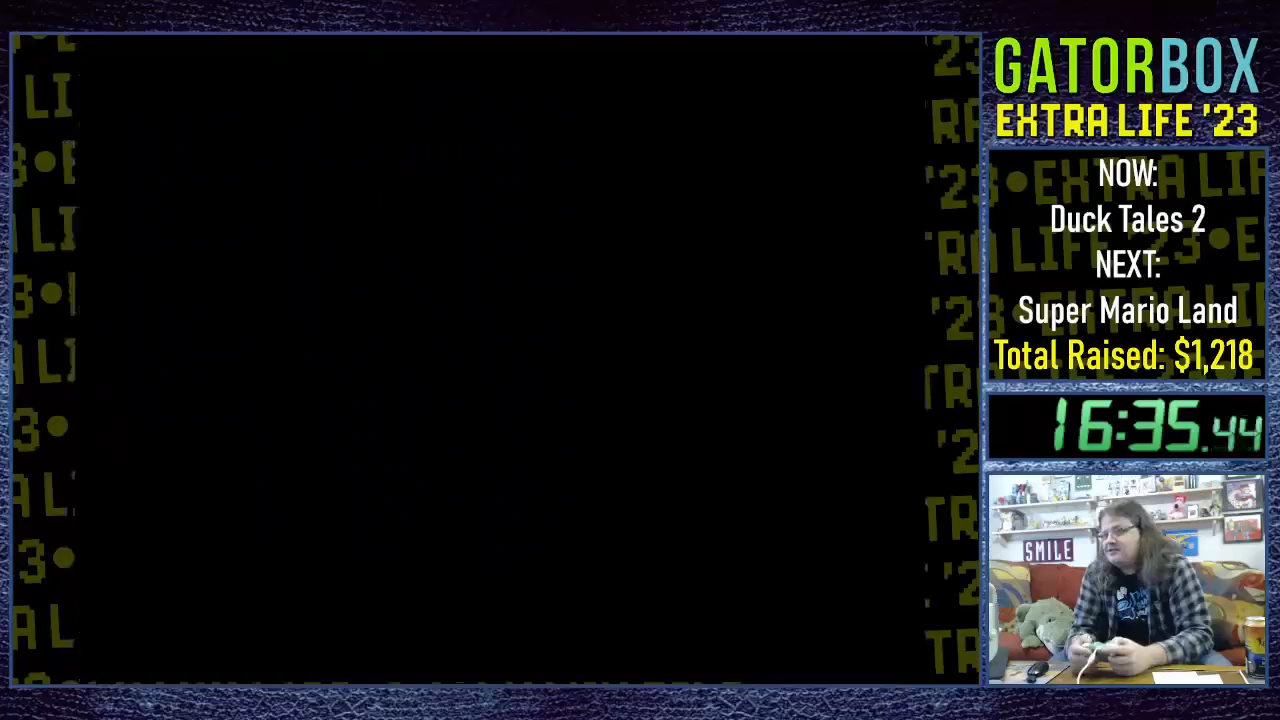 GATORBOX
EXTRA LIFE '23
NOW:
Duck Tales 2
NEXT:
Super Mario Land
Total Raised: $1,218
16:35.44
SMILE